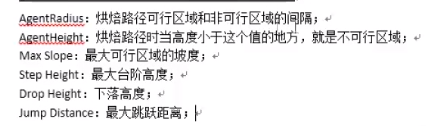 AgentRadius：烘焙路径可行区域和非可行区域的间隔；
AgentHeight：烘焙路径时当高度小于这个值的地方，就是不可行区域；
Max Slope：最大可行区域的坡度；
Step Height：最大台阶高度；
Drop Height：下落高度；
Jump Distance：最大跳跃距离；